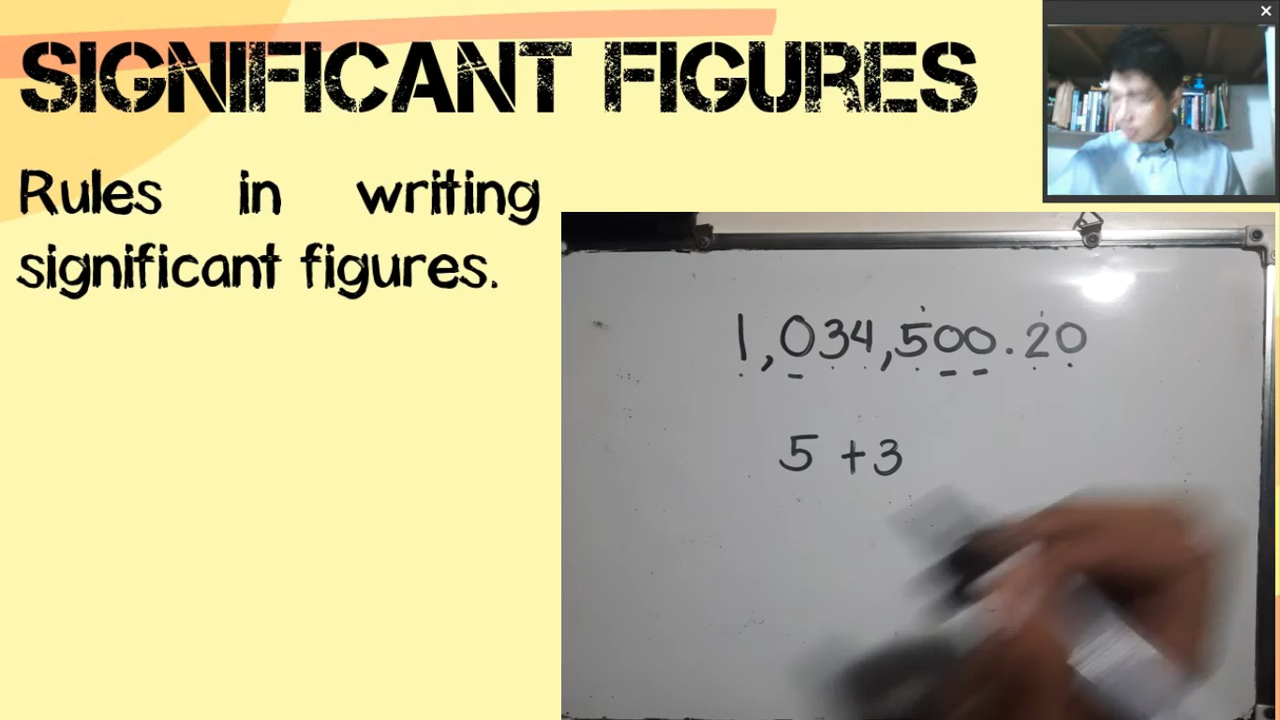 SIGNIFICANT FIGURES
Rules in writing
significant figures.
1,034,500.20
5 +3